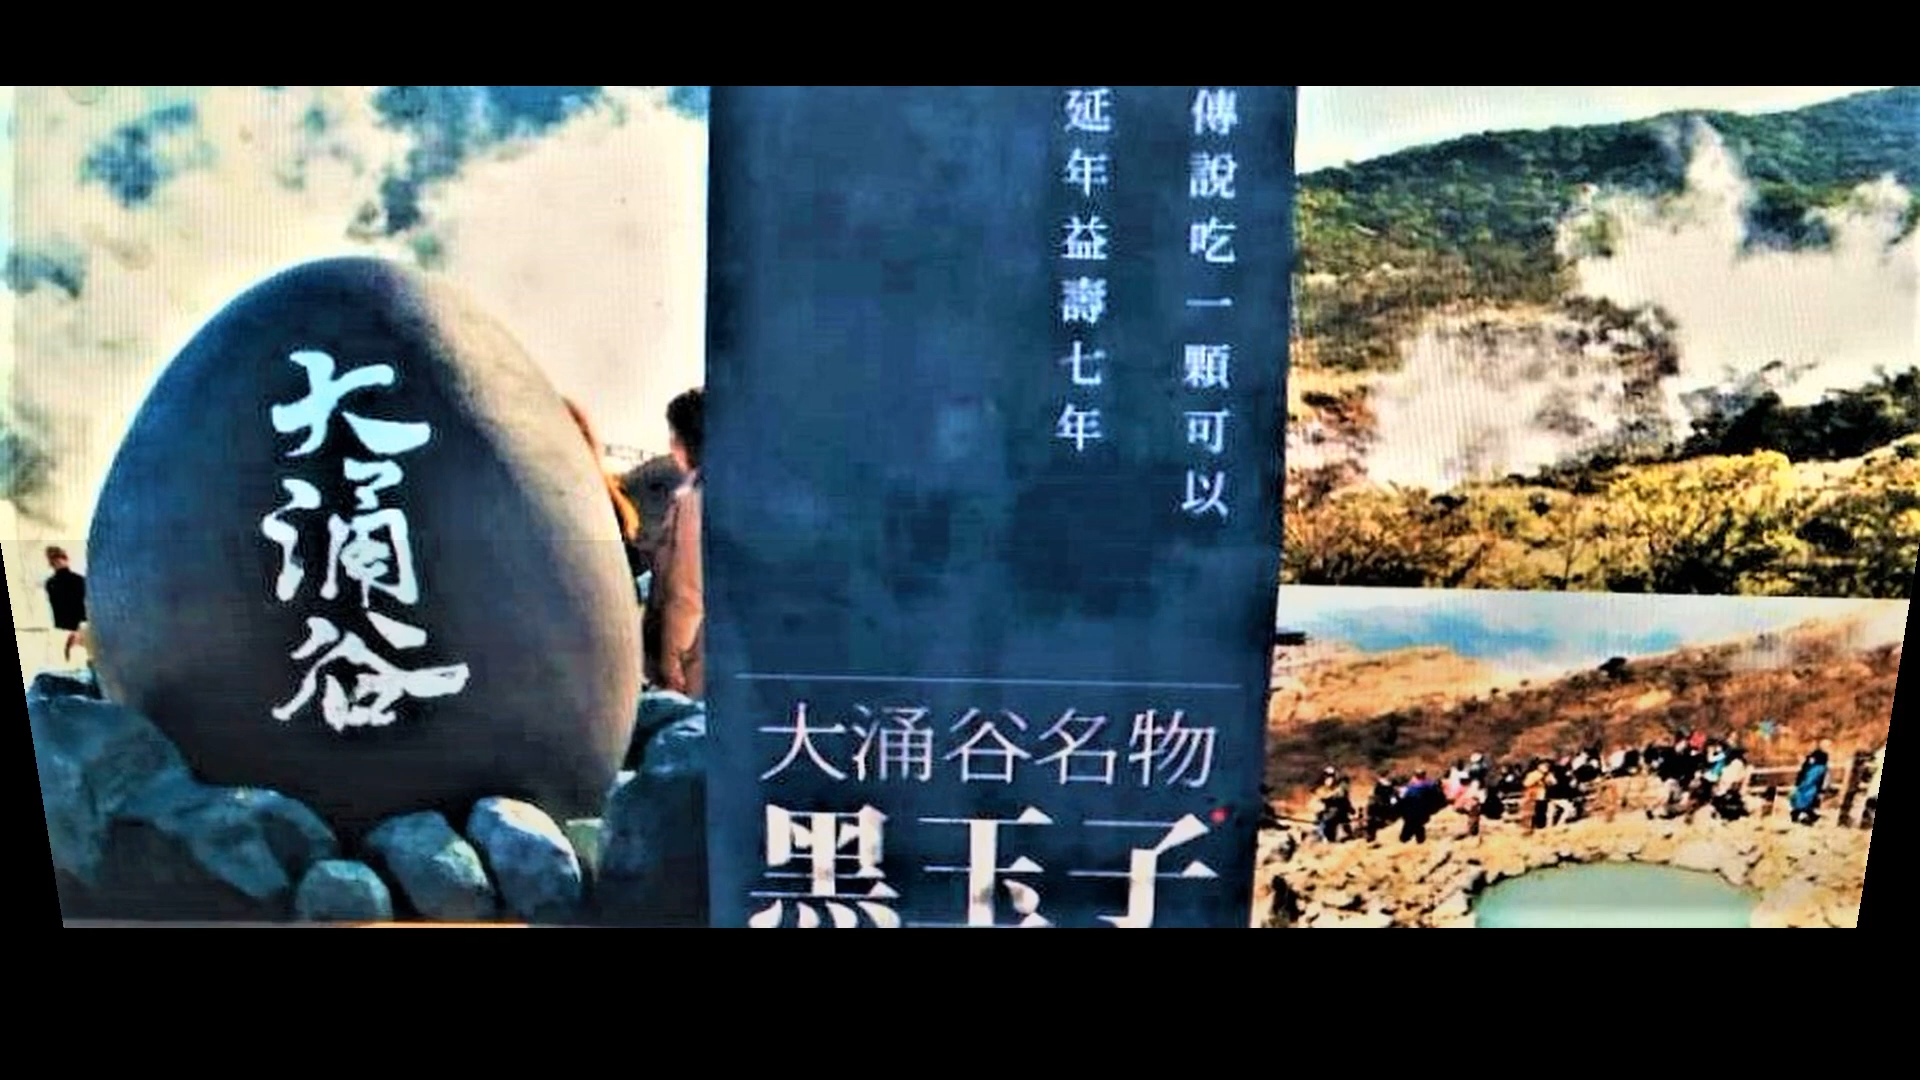 大涌谷
傳說吃一顆可以
延年益壽七年
大涌谷名物
黑玉子